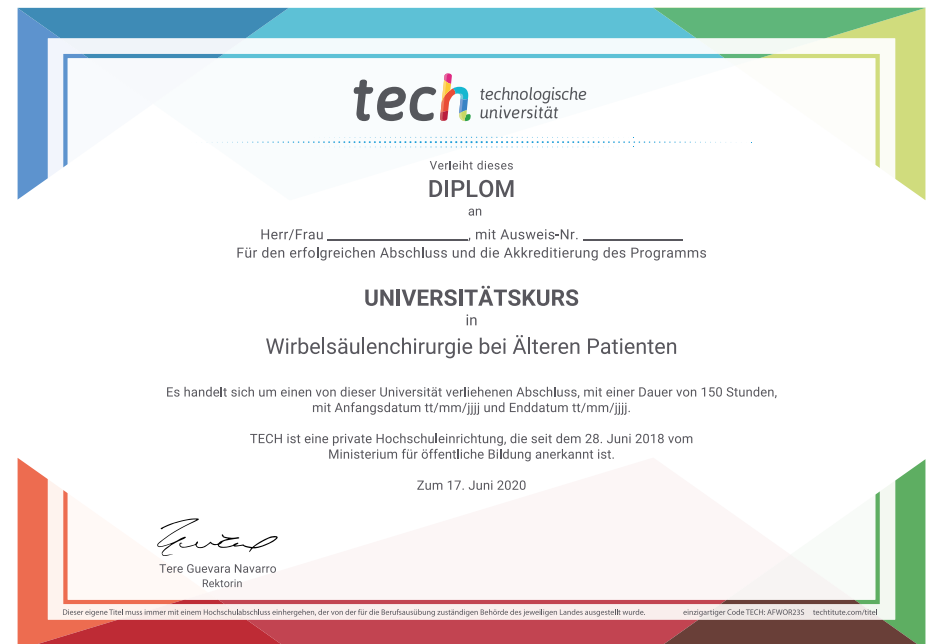 tech technologische
universität
Verleiht dieses
DIPLOM
an
Herr/Frau ____________________, mit Ausweis-Nr. ______________
Für den erfolgreichen Abschluss und die Akkreditierung des Programms
UNIVERSITÄTSKURS
in
Wirbelsäulenchirurgie bei Älteren Patienten
Es handelt sich um einen von dieser Universität verliehenen Abschluss, mit einer Dauer von 150 Stunden,
mit Anfangsdatum tt/mm/jjjj und Enddatum tt/mm/jjjj.
TECH ist eine private Hochschuleinrichtung, die seit dem 28. Juni 2018 vom
Ministerium für öffentliche Bildung anerkannt ist.
Zum 17. Juni 2020
Tere Guevara Navarro
Rektorin
Dieser eigene Titel muss immer mit einem Hochschulabschluss einhergehen, der von der für die Berufsausübung zuständigen Behörde des jeweiligen Landes ausgestellt wurde. einzigartiger Code TECH: AFWOR23S techtitute.com/titel